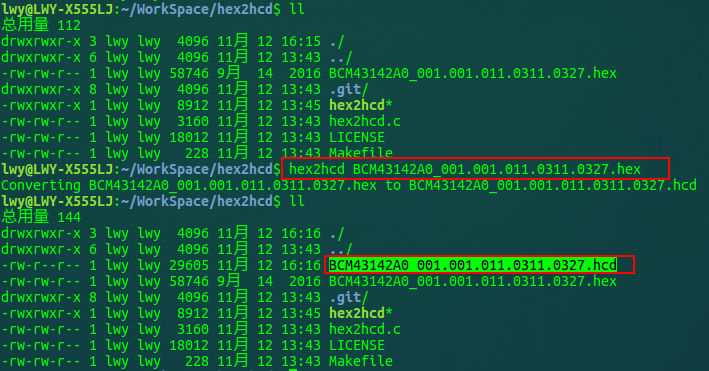 lwy@LWY-X555LJ:~/WorkSpace/hex2hcd$ ll
总用量 112
drwxrwxr-x 3 lwy lwy  4096 11月 12 16:15 ./
drwxrwxr-x 6 lwy lwy  4096 11月 12 13:43 ../
-rw-rw-r-- 1 lwy lwy 58746 9月  14  2016 BCM43142A0_001.001.011.0311.0327.hex
drwxrwxr-x 8 lwy lwy  4096 11月 12 13:43 .git/
-rwxrwxr-x 1 lwy lwy  8912 11月 12 13:45 hex2hcd*
-rw-rw-r-- 1 lwy lwy  3160 11月 12 13:43 hex2hcd.c
-rw-rw-r-- 1 lwy lwy 18012 11月 12 13:43 LICENSE
-rw-rw-r-- 1 lwy lwy   228 11月 12 13:43 Makefile
lwy@LWY-X555LJ:~/WorkSpace/hex2hcd$ hex2hcd BCM43142A0_001.001.011.0311.0327.hex
Converting BCM43142A0_001.001.011.0311.0327.hex to BCM43142A0_001.001.011.0311.0327.hcd
lwy@LWY-X555LJ:~/WorkSpace/hex2hcd$ ll
总用量 144
drwxrwxr-x 3 lwy lwy  4096 11月 12 16:16 ./
drwxrwxr-x 6 lwy lwy  4096 11月 12 13:43 ../
-rw-r--r-- 1 lwy lwy 29605 11月 12 16:16 BCM43142A0_001.001.011.0311.0327.hcd
-rw-rw-r-- 1 lwy lwy 58746 9月  14  2016 BCM43142A0_001.001.011.0311.0327.hex
drwxrwxr-x 8 lwy lwy  4096 11月 12 13:43 .git/
-rwxrwxr-x 1 lwy lwy  8912 11月 12 13:45 hex2hcd*
-rw-rw-r-- 1 lwy lwy  3160 11月 12 13:43 hex2hcd.c
-rw-rw-r-- 1 lwy lwy 18012 11月 12 13:43 LICENSE
-rw-rw-r-- 1 lwy lwy   228 11月 12 13:43 Makefile